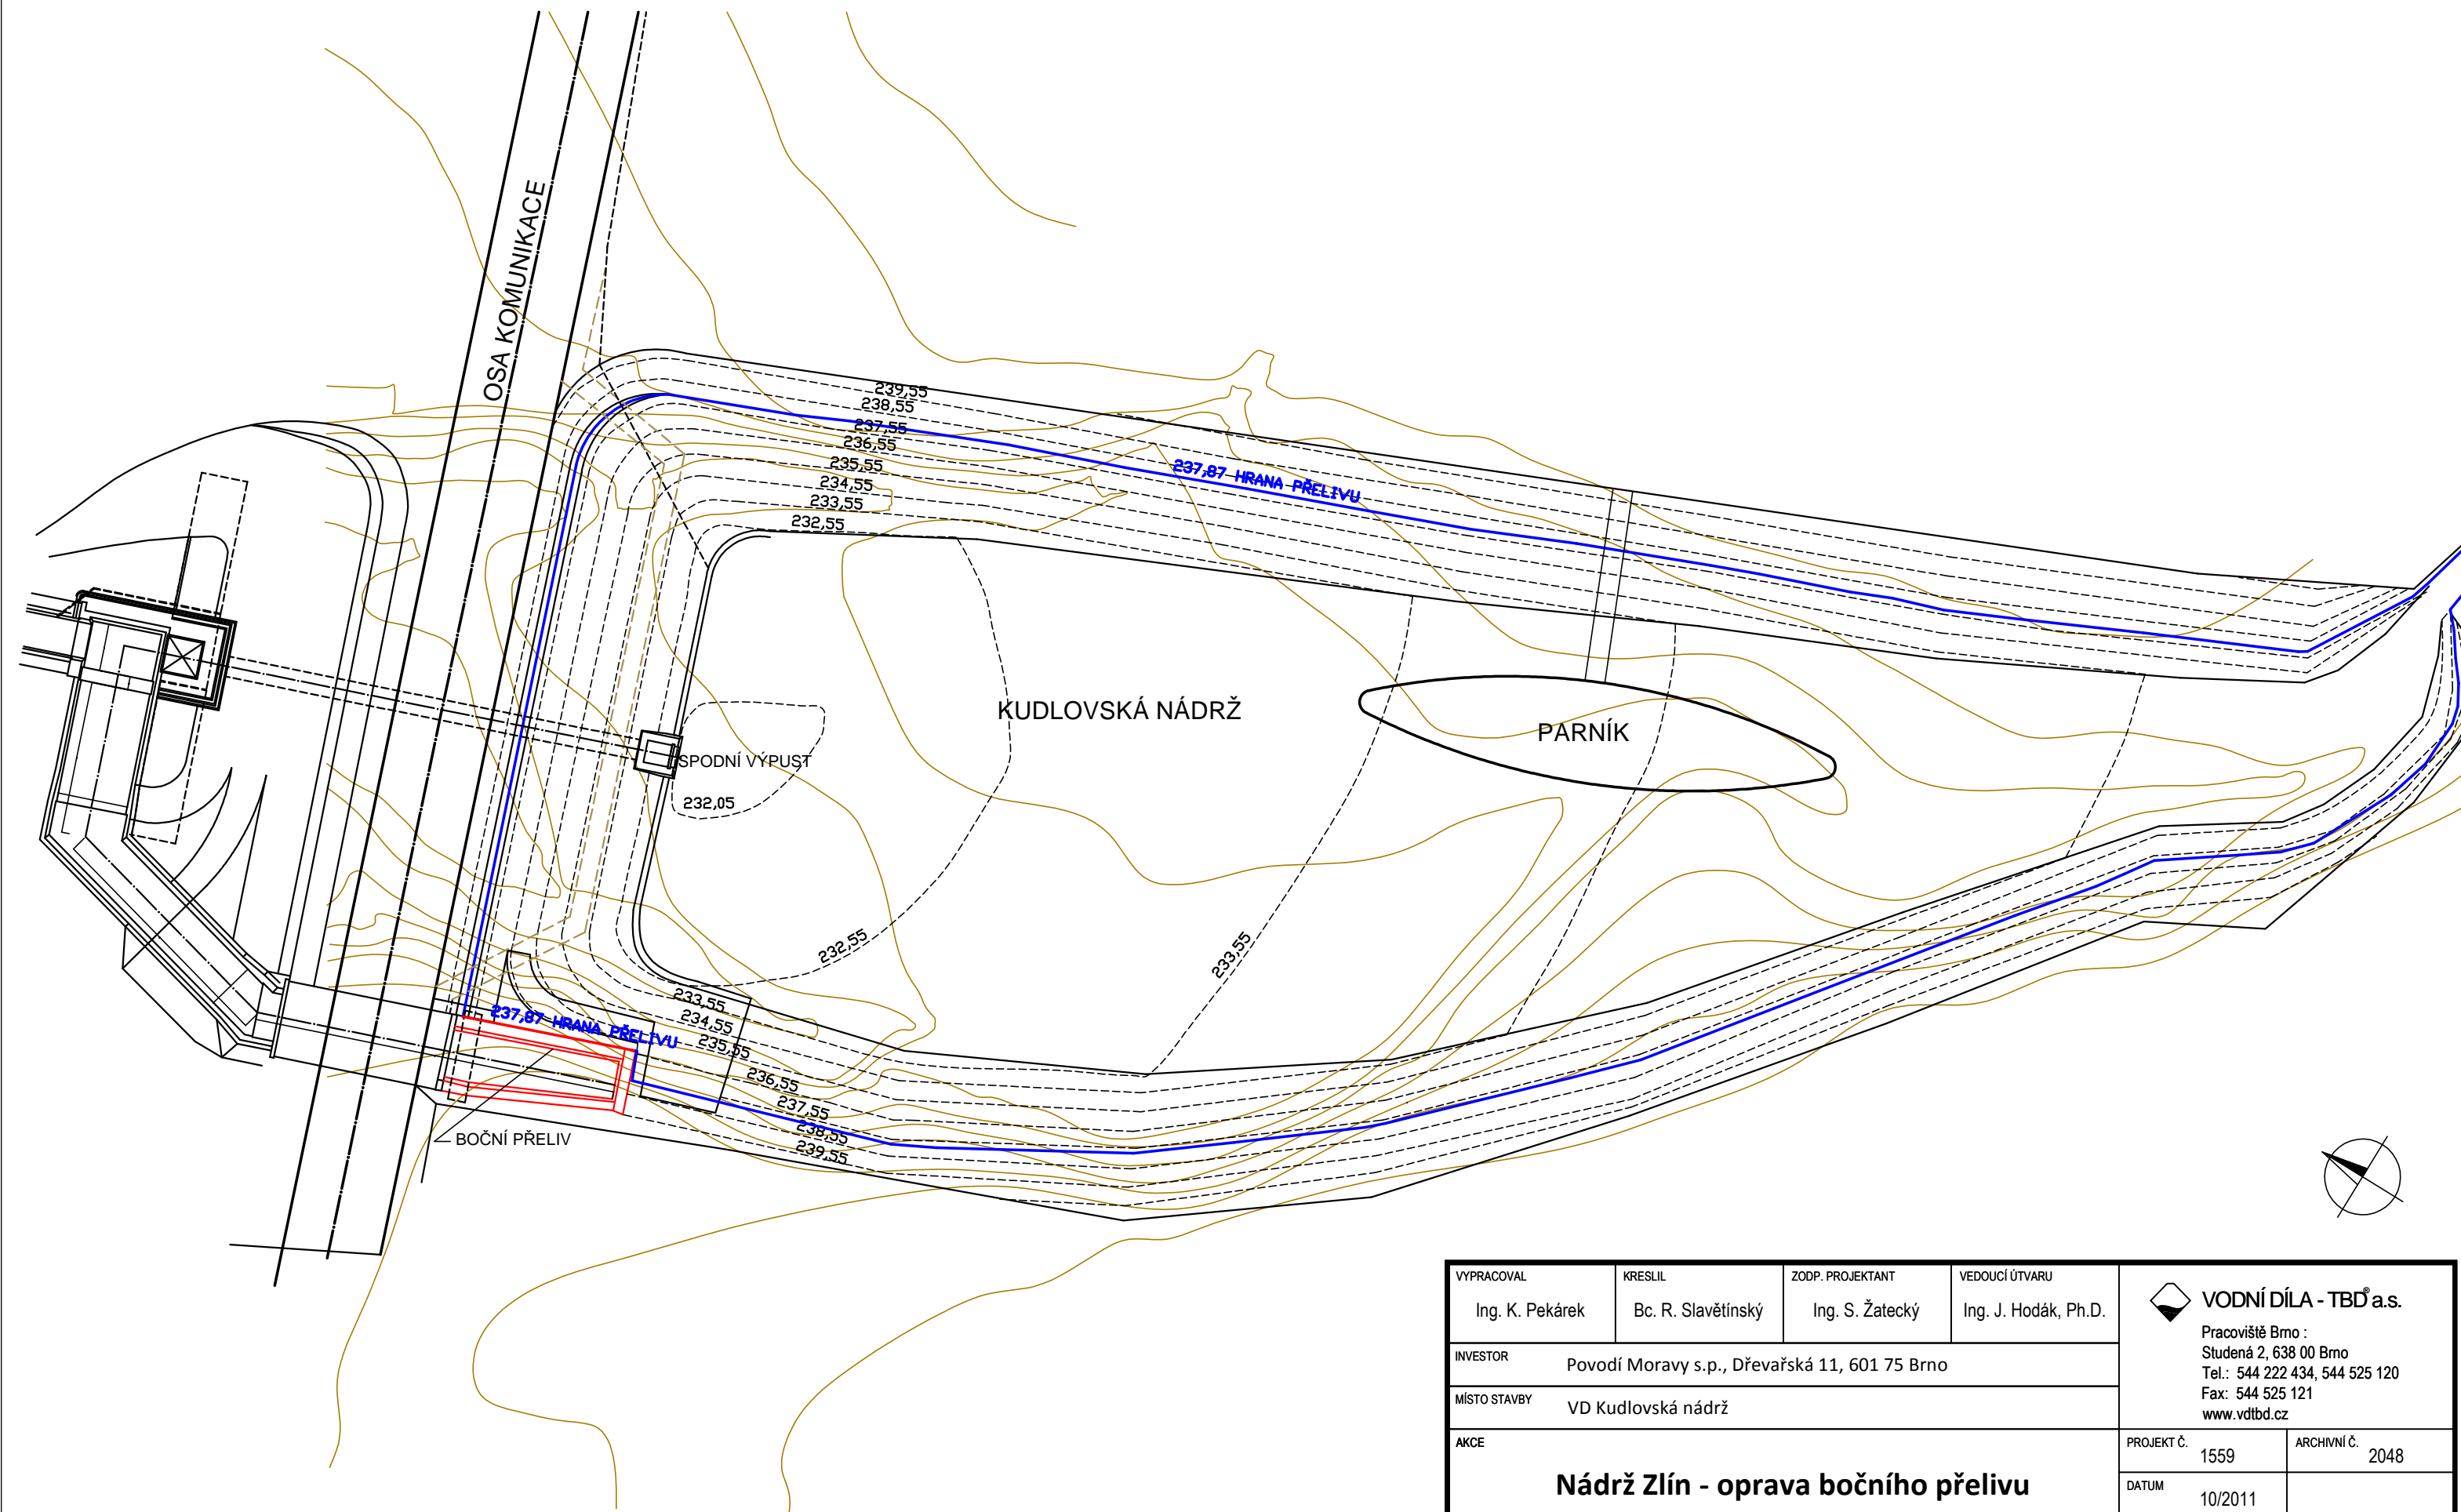 OSA KOMUNIKACE
239,55
238,55
237,55
236,55
235,55
234,55
233,55
232,55
237,87 HRANA PŘELIVU
KUDLOVSKÁ NÁDRŽ
PARNÍK
SPODNÍ VÝPUST
232,05
232,55
233,55
233,55
234,55
235,55
236,55
237,55
238,55
239,55
237,87 HRANA PŘELIVU
BOČNÍ PŘELIV
VYPRACOVAL
Ing. K. Pekárek
KRESLIL
Bc. R. Slavětínský
ZODP. PROJEKTANT
Ing. S. Žatecký
VEDOUCÍ ÚTVARU
Ing. J. Hodák, Ph.D.
VODNÍ DÍLA - TBD® a.s.
Pracoviště Brno :
Studená 2, 638 00 Brno
Tel.: 544 222 434, 544 525 120
Fax: 544 525 121
www.vdtbd.cz
INVESTOR
Povodí Moravy s.p., Dřevařská 11, 601 75 Brno
MÍSTO STAVBY
VD Kudlovská nádrž
AKCE
Nádrž Zlín - oprava bočního přelivu
PROJEKT Č.
1559
ARCHIVNÍ Č.
2048
DATUM
10/2011